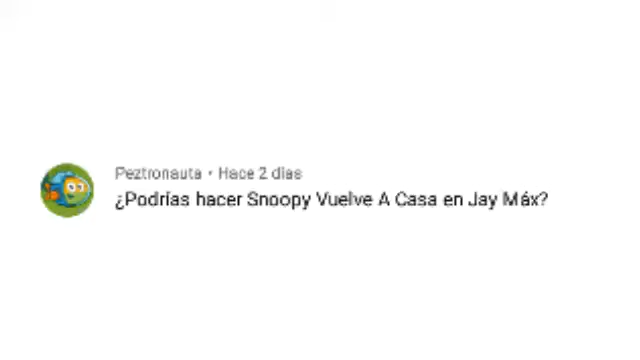 Peztronauta • Hace 2 días
¿Podrías hacer Snoopy Vuelve A Casa en Jay Máx?